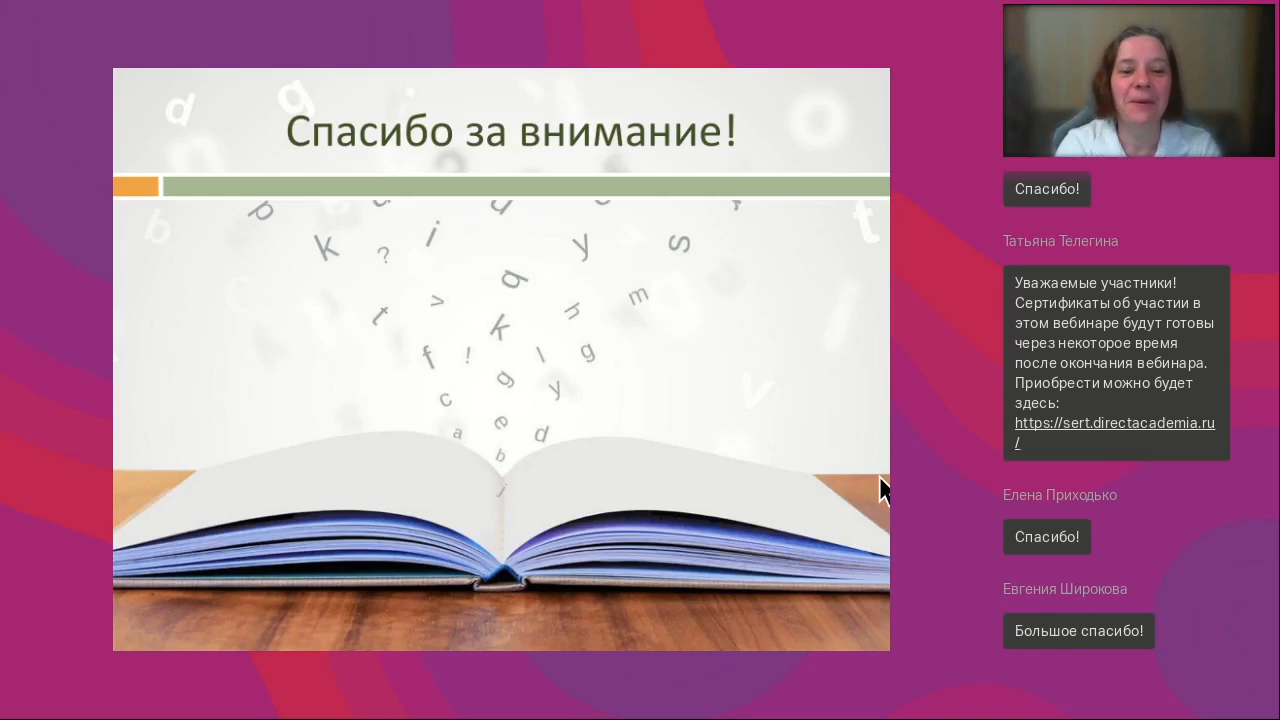 Спасибо за внимание!
Спасибо!
Татьяна Телегина
Уважаемые участники!
Сертификаты об участии в
этом вебинаре будут готовы
через некоторое время
после окончания вебинара.
Приобрести можно будет
здесь:
https://sert.directacademia.ru
/
Елена Приходько
Спасибо!
Евгения Широкова
Большое спасибо!